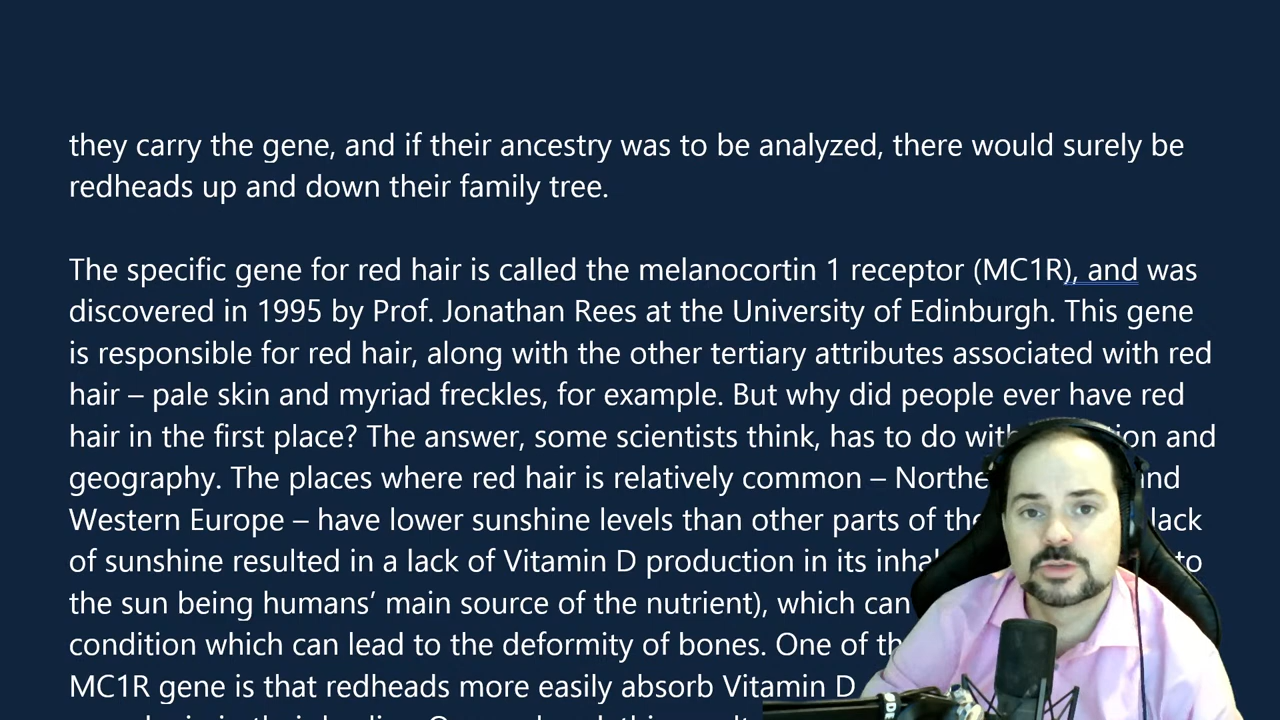 they carry the gene, and if their ancestry was to be analyzed, there would surely be
redheads up and down their family tree.
The specific gene for red hair is called the melanocortin 1 receptor (MC1R), and was
discovered in 1995 by Prof. Jonathan Rees at the University of Edinburgh. This gene
is responsible for red hair, along with the other tertiary attributes associated with red
hair – pale skin and myriad freckles, for example. But why did people ever have red
hair in the first place? The answer, some scientists think, has to do with and
geography. The places where red hair is relatively common – and
Western Europe – have lower sunshine levels than other parts of the lack
of sunshine resulted in a lack of Vitamin D production in its to
the sun being humans’ main source of the nutrient), which can
condition which can lead to the deformity of bones. One of
MC1R gene is that redheads more easily absorb Vitamin D